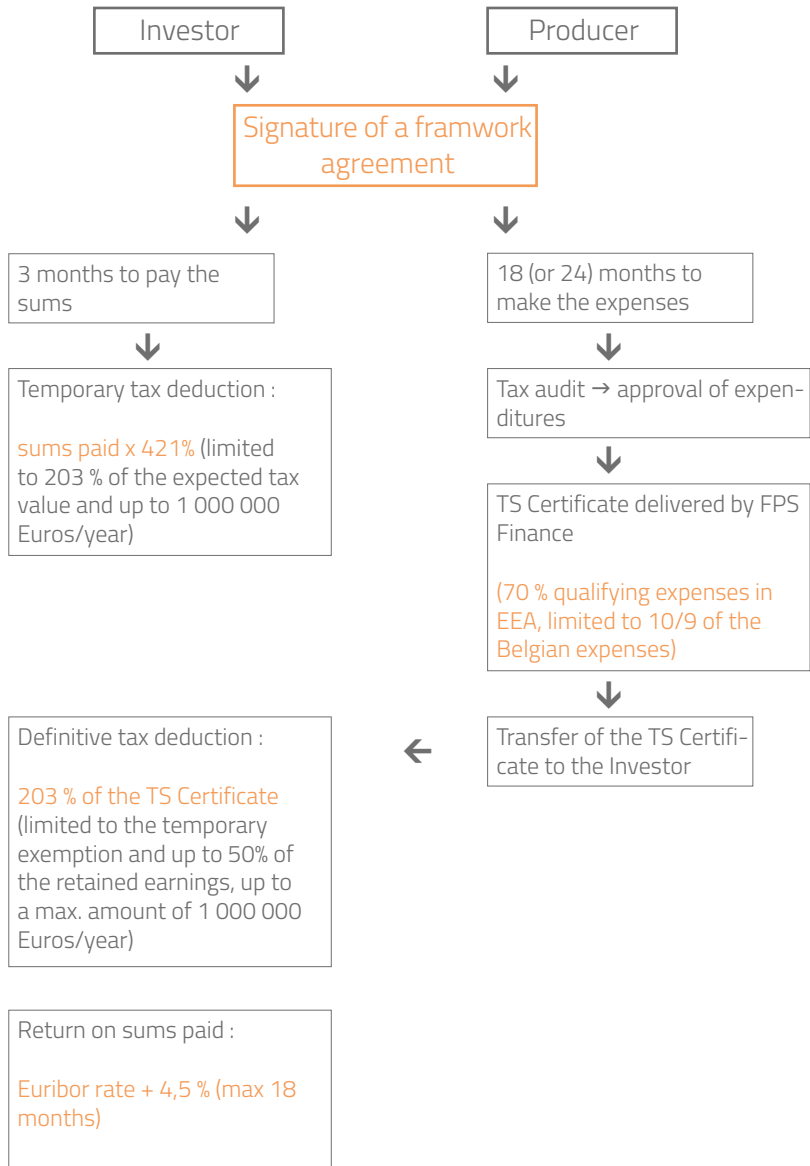 Investor
Producer
Signature of a framwork
agreement
3 months to pay the
sums
18 (or 24) months to
make the expenses
Temporary tax deduction :
sums paid x 421% (limited
to 203 % of the expected tax
value and up to 1 000 000
Euros/year)
Tax audit → approval of expen-
ditures
TS Certificate delivered by FPS
Finance
(70 % qualifying expenses in
EEA, limited to 10/9 of the
Belgian expenses)
Definitive tax deduction :
203 % of the TS Certificate
(limited to the temporary
exemption and up to 50% of
the retained earnings, up to
a max. amount of 1 000 000
Euros/year)
Transfer of the TS Certifi-
cate to the Investor
Return on sums paid :
Euribor rate + 4,5 % (max 18
months)